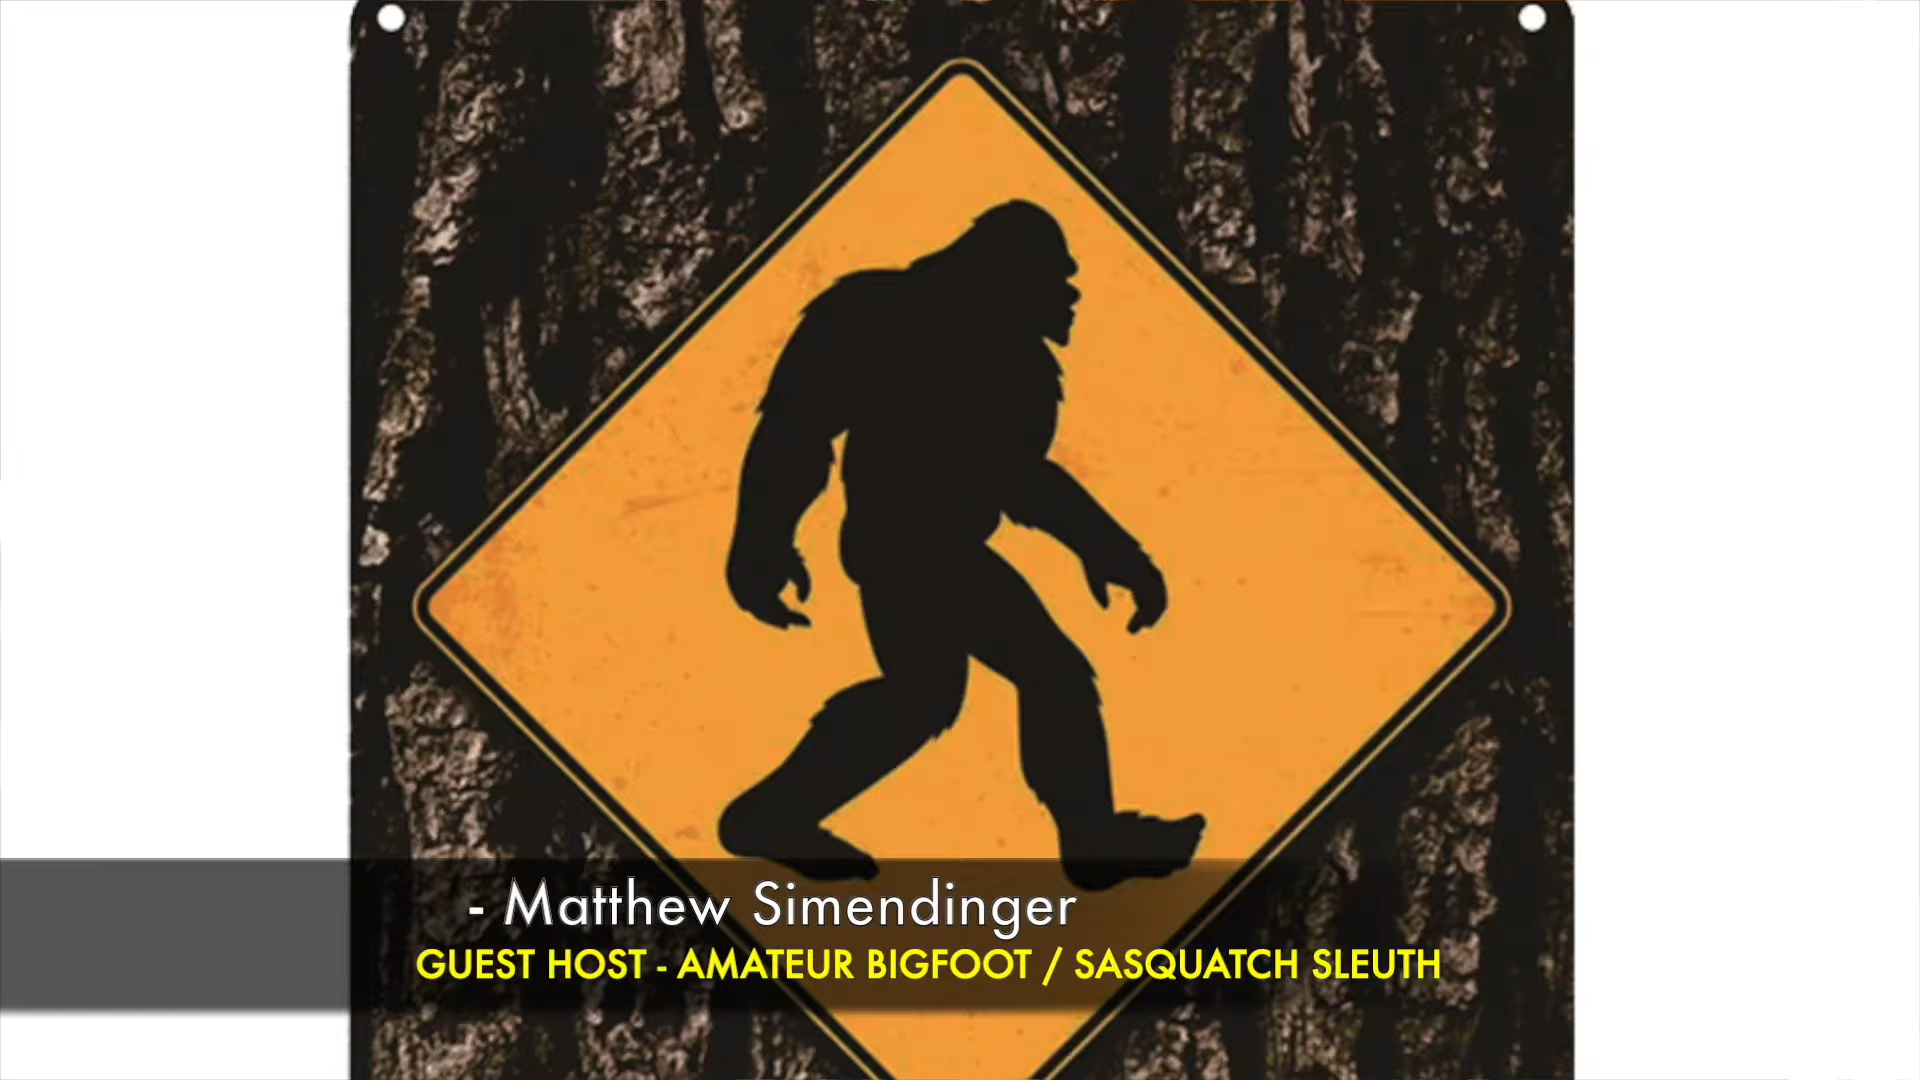 - Matthew Simendinger
GUEST HOST - AMATEUR BIGFOOT / SASQUATCH SLEUTH